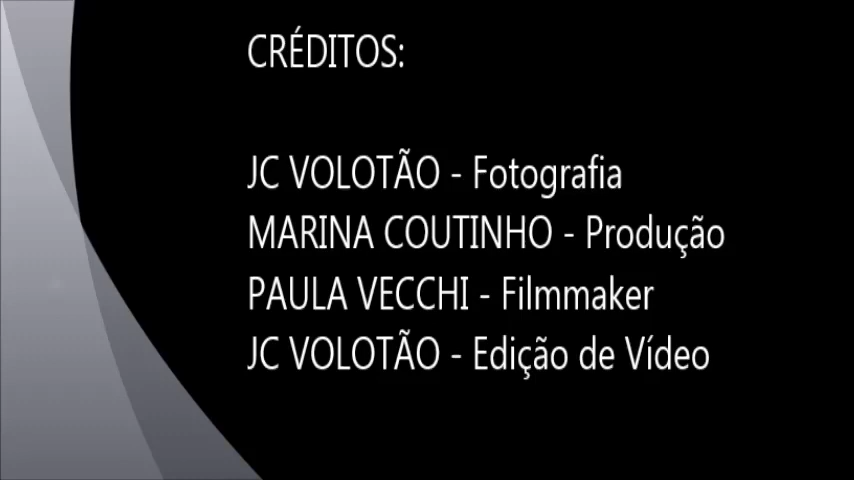 CRÉDITOS:
JC VOLOTÃO - Fotografia
MARINA COUTINHO - Produção
PAULA VECCHI - Filmmaker
JC VOLOTÃO - Edição de Vídeo